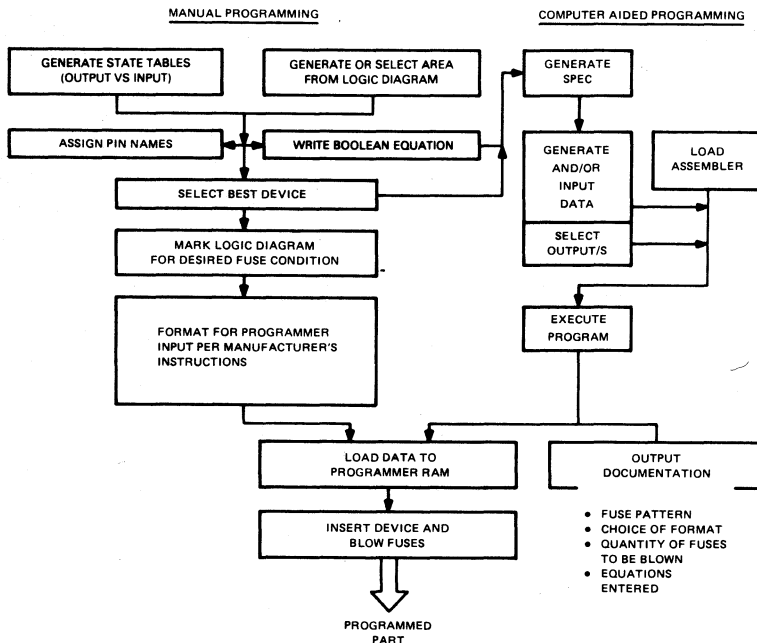 MANUAL PROGRAMMING
COMPUTER AIDED PROGRAMMING
GENERATE STATE TABLES
(OUTPUT VS INPUT)
GENERATE OR SELECT AREA
FROM LOGIC DIAGRAM
GENERATE
SPEC
ASSIGN PIN NAMES
WRITE BOOLEAN EQUATION
GENERATE
AND/OR
INPUT
DATA
LOAD
ASSEMBLER
SELECT BEST DEVICE
SELECT
OUTPUT/S
MARK LOGIC DIAGRAM
FOR DESIRED FUSE CONDITION
FORMAT FOR PROGRAMMER
INPUT PER MANUFACTURER'S
INSTRUCTIONS
EXECUTE
PROGRAM
LOAD DATA TO
PROGRAMMER RAM
OUTPUT
DOCUMENTATION
INSERT DEVICE AND
BLOW FUSES
• FUSE PATTERN
• CHOICE OF FORMAT
• QUANTITY OF FUSES
TO BE BLOWN
• EQUATIONS
ENTERED
PROGRAMMED
PART